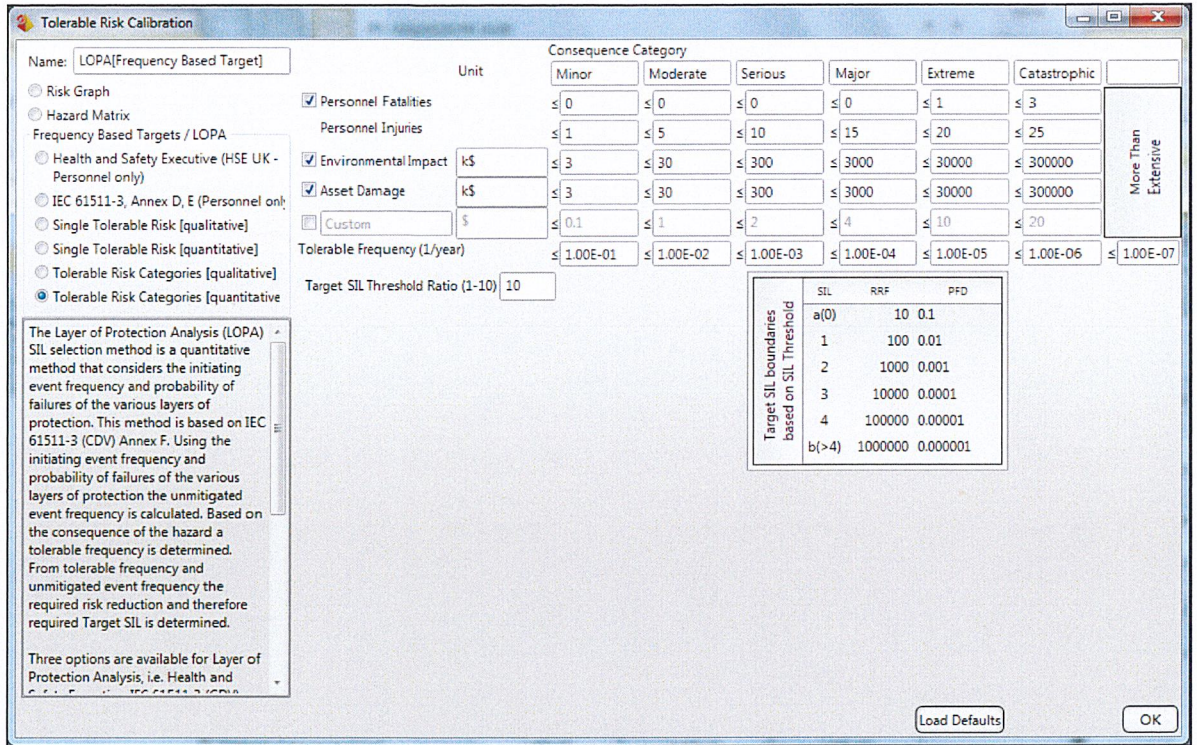 Tolerable Risk Calibration
Name: LOPA[Frequency Based Target]
Risk Graph
Hazard Matrix
Frequency Based Targets / LOPA
Health and Safety Executive (HSE UK -
Personnel only)
IEC 61511-3, Annex D, E (Personnel only
Single Tolerable Risk [qualitative]
Single Tolerable Risk [quantitative]
Tolerable Risk Categories [qualitative]
Tolerable Risk Categories [quantitative
The Layer of Protection Analysis (LOPA)
SIL selection method is a quantitative
method that considers the initiating
event frequency and probability of
failures of the various layers of
protection. This method is based on IEC
61511-3 (CDV) Annex F. Using the
initiating event frequency and
probability of failures of the various
layers of protection the unmitigated
event frequency is calculated. Based on
the consequence of the hazard a
tolerable frequency is determined.
From tolerable frequency and
unmitigated event frequency the
required risk reduction and therefore
required Target SIL is determined.
Three options are available for Layer of
Protection Analysis, i.e. Health and
Consequence Category
Unit Minor Moderate Serious Major Extreme Catastrophic
Personnel Fatalities ≤ 0 ≤ 0 ≤ 0 ≤ 0 ≤ 1 ≤ 3
Personnel Injuries ≤ 1 ≤ 5 ≤ 10 ≤ 15 ≤ 20 ≤ 25
Environmental Impact k$ ≤ 3 ≤ 30 ≤ 300 ≤ 3000 ≤ 30000 ≤ 300000
Asset Damage k$ ≤ 3 ≤ 30 ≤ 300 ≤ 3000 ≤ 30000 ≤ 300000
Custom $ ≤ 0.1 ≤ 1 ≤ 2 ≤ 4 ≤ 10 ≤ 20
More Than
Extensive
Tolerable Frequency (1/year) ≤ 1.00E-01 ≤ 1.00E-02 ≤ 1.00E-03 ≤ 1.00E-04 ≤ 1.00E-05 ≤ 1.00E-06 ≤ 1.00E-07
Target SIL Threshold Ratio (1-10) 10
Target SIL boundaries
based on SIL Threshold
SIL RRF PFD
a(0) 10 0.1
1 100 0.01
2 1000 0.001
3 10000 0.0001
4 100000 0.00001
b(>4) 1000000 0.000001
Load Defaults
OK